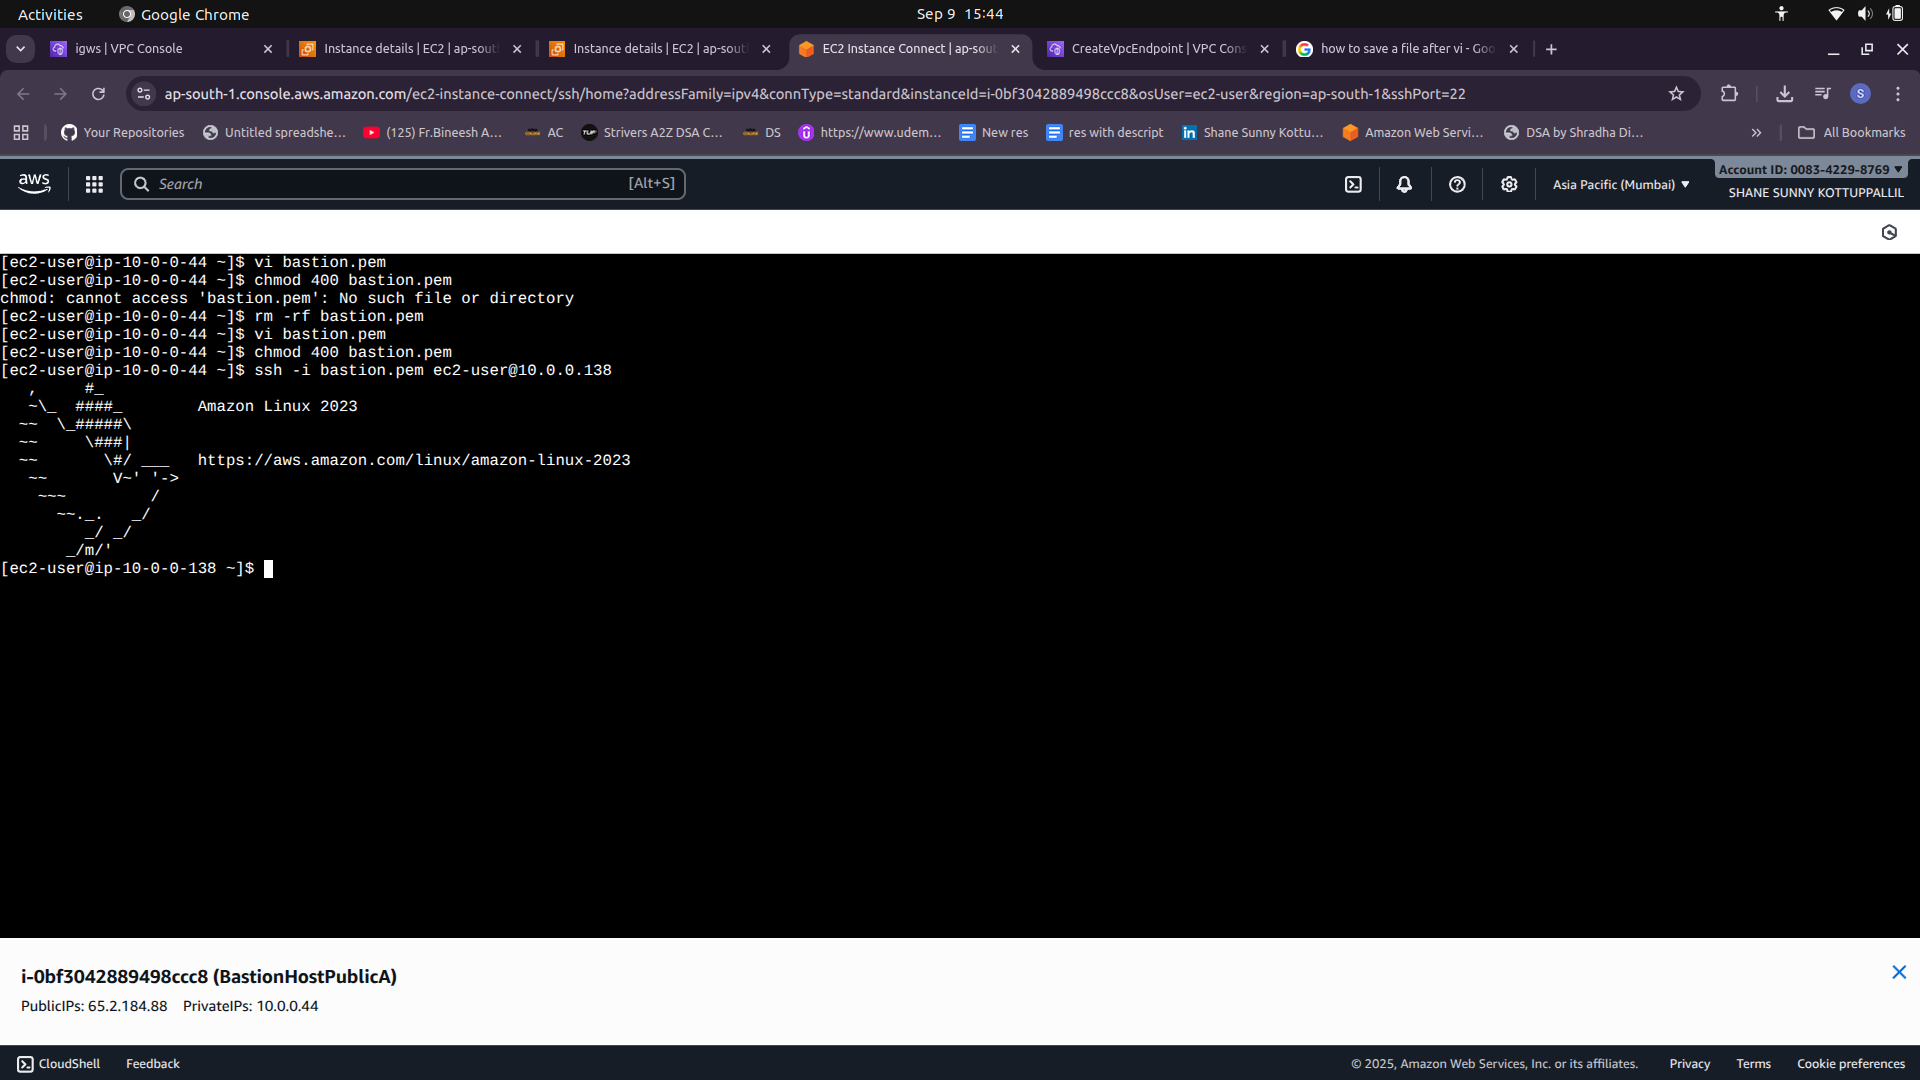 Activities Google Chrome Sep 9 15:44
igws | VPC Console Instance details | EC2 | ap-sout Instance details | EC2 | ap-sout EC2 Instance Connect | ap-sout CreateVpcEndpoint | VPC Cons how to save a file after vi - Goo
ap-south-1.console.aws.amazon.com/ec2-instance-connect/ssh/home?addressFamily=ipv4&connType=standard&instanceId=i-0bf3042889498ccc8&osUser=ec2-user&region=ap-south-1&sshPort=22 S
Your Repositories Untitled spreadshe... (125) Fr.Bineesh A... AC Strivers A2Z DSA C... DS https://www.udem... New res res with descript Shane Sunny Kottu... Amazon Web Servi... DSA by Shradha Di... » All Bookmarks
aws Search [Alt+S] Asia Pacific (Mumbai) Account ID: 0083-4229-8769
SHANE SUNNY KOTTUPPALLIL
[ec2-user@ip-10-0-0-44 ~]$ vi bastion.pem
[ec2-user@ip-10-0-0-44 ~]$ chmod 400 bastion.pem
chmod: cannot access 'bastion.pem': No such file or directory
[ec2-user@ip-10-0-0-44 ~]$ rm -rf bastion.pem
[ec2-user@ip-10-0-0-44 ~]$ vi bastion.pem
[ec2-user@ip-10-0-0-44 ~]$ chmod 400 bastion.pem
[ec2-user@ip-10-0-0-44 ~]$ ssh -i bastion.pem ec2-user@10.0.0.138
   ,     #_
   ~\_  ####_        Amazon Linux 2023
  ~~  \_#####\
  ~~     \###|
  ~~       \#/ ___   https://aws.amazon.com/linux/amazon-linux-2023
   ~~       V~' '->
    ~~~         /
      ~~._.   _/
         _/ _/
       _/m/'
[ec2-user@ip-10-0-0-138 ~]$
i-0bf3042889498ccc8 (BastionHostPublicA)
PublicIPs: 65.2.184.88 PrivateIPs: 10.0.0.44
CloudShell Feedback © 2025, Amazon Web Services, Inc. or its affiliates. Privacy Terms Cookie preferences